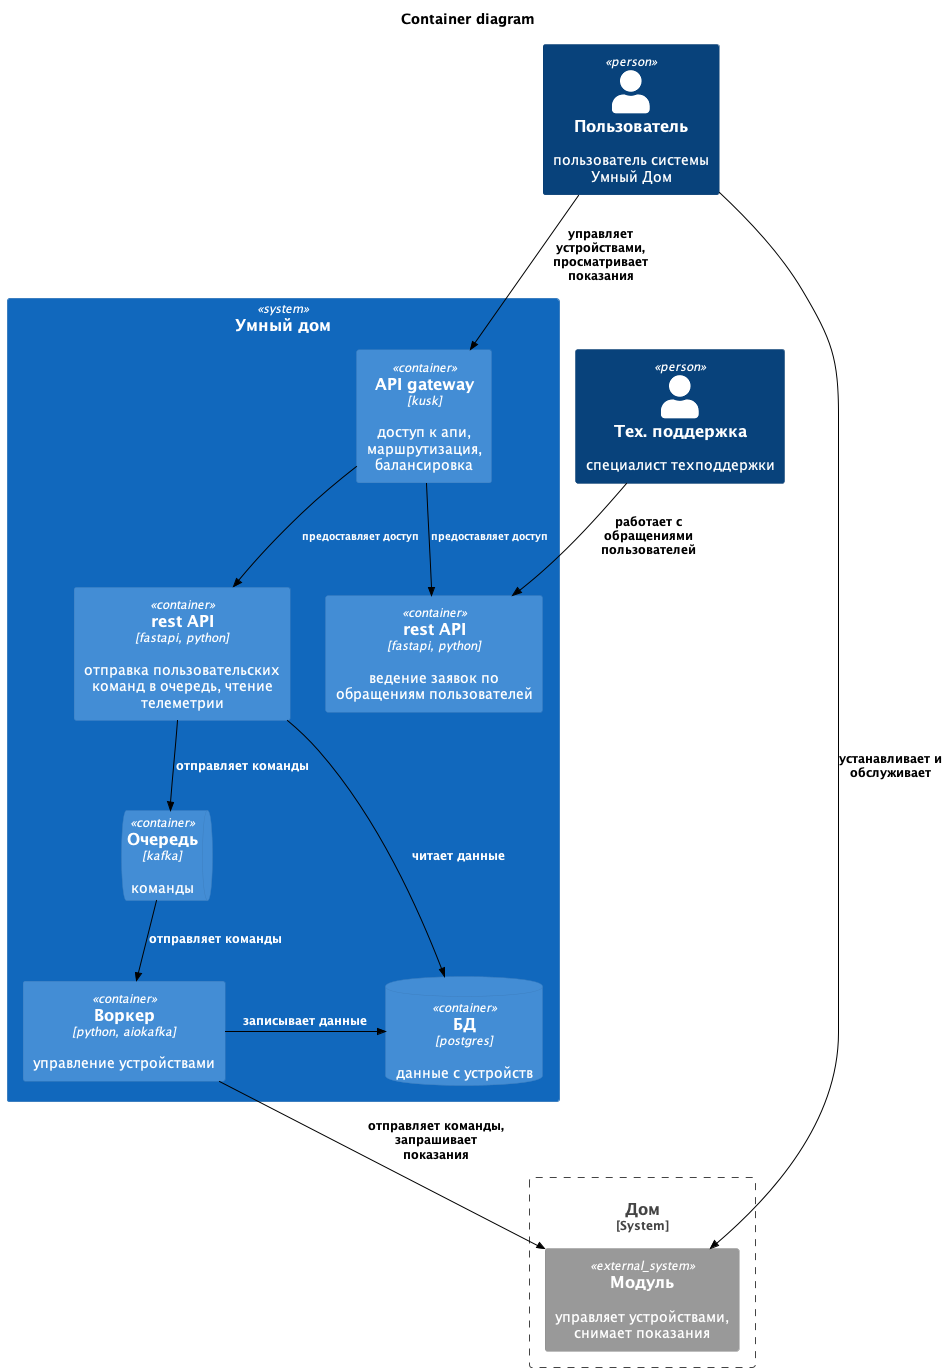 Container diagram
«person»
Пользователь
пользователь системы
Умный Дом
управляет
устройствами,
просматривает
показания
«system»
Умный дом
«container»
API gateway
[kusk]
доступ к апи,
маршрутизация,
балансировка
«person»
Тех. поддержка
специалист техподдержки
предоставляет доступ
предоставляет доступ
работает с
обращениями
пользователей
«container»
rest API
[fastapi, python]
отправка пользовательских
команд в очередь, чтение
телеметрии
«container»
rest API
[fastapi, python]
ведение заявок по
обращениям пользователей
отправляет команды
устанавливает и
обслуживает
«container»
Очередь
[kafka]
команды
читает данные
отправляет команды
«container»
Воркер
[python, aiokafka]
управление устройствами
записывает данные
«container»
БД
[postgres]
данные с устройств
отправляет команды,
запрашивает
показания
Дом
[System]
«external_system»
Модуль
управляет устройствами,
снимает показания